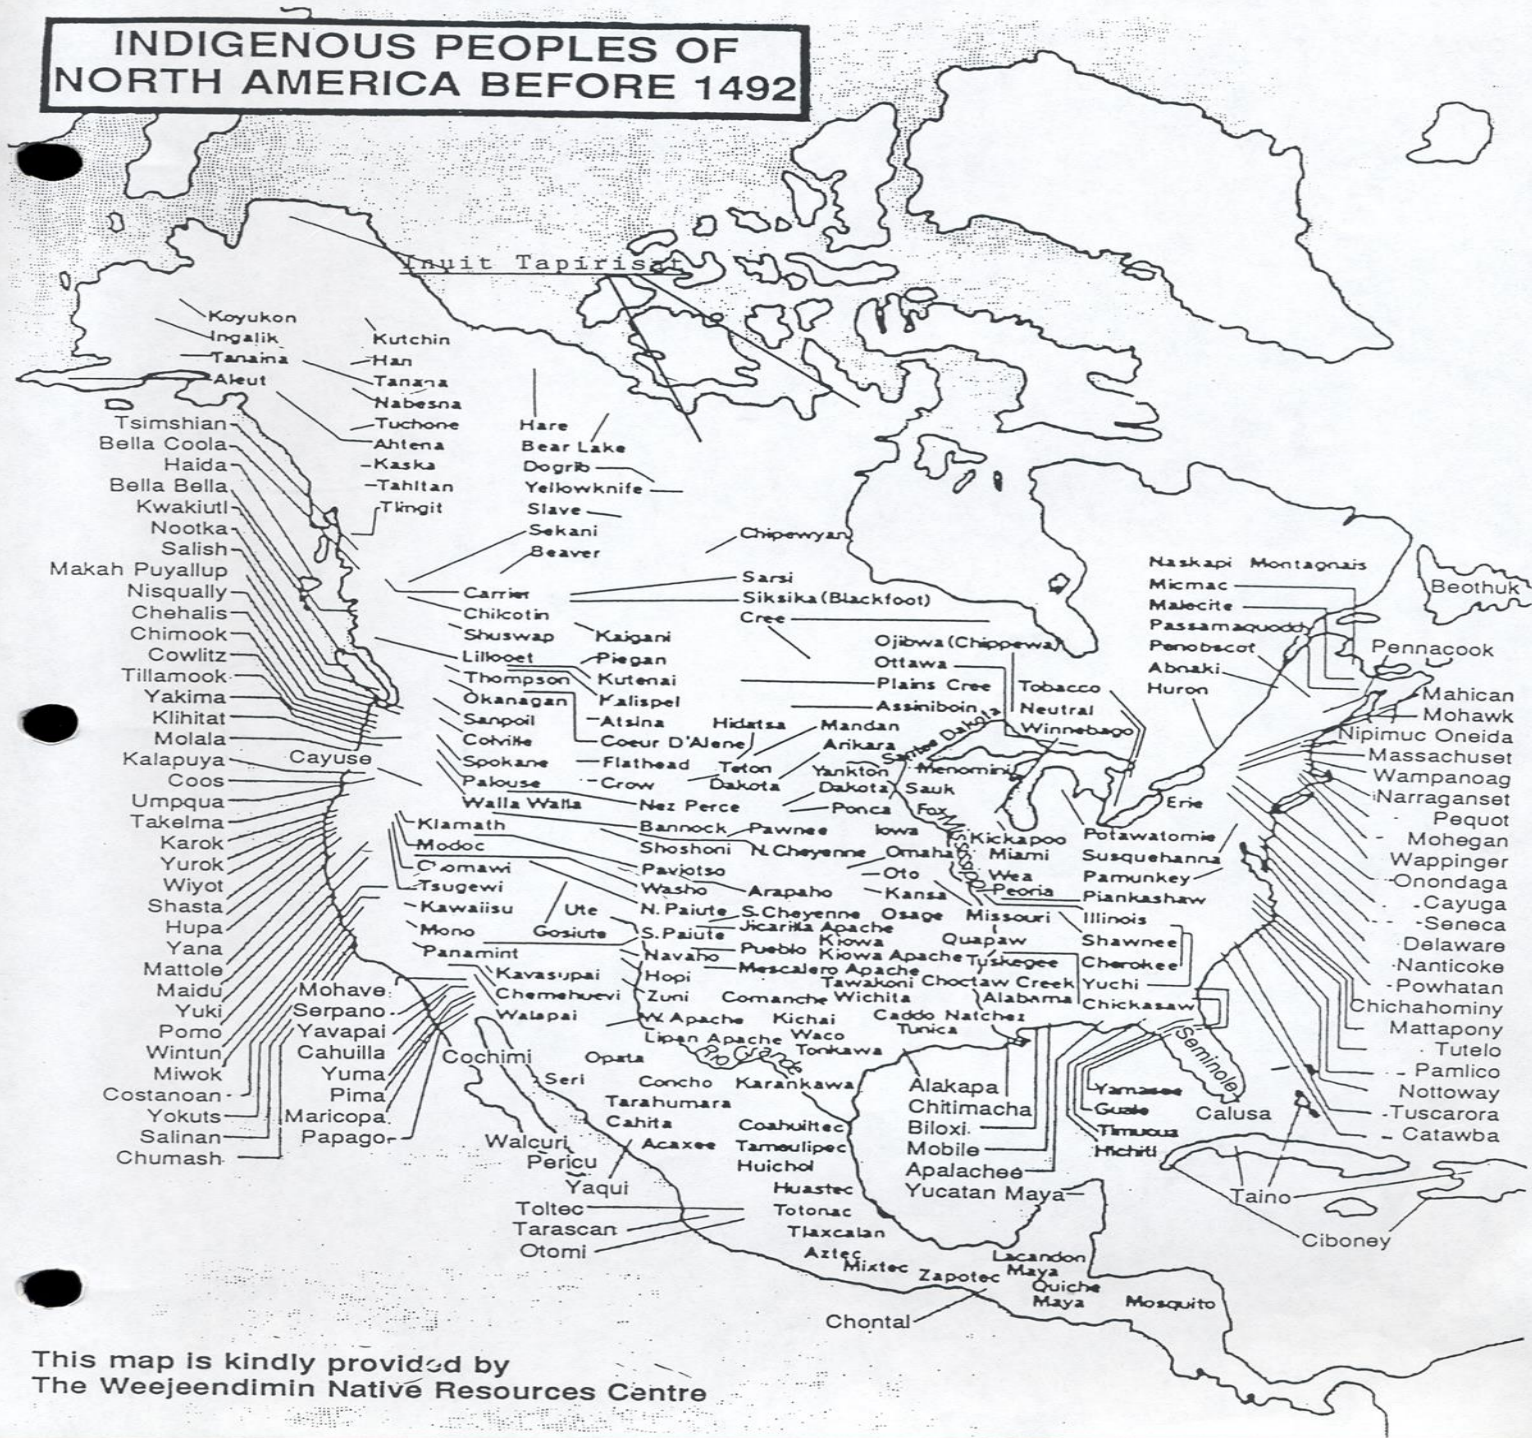 INDIGENOUS PEOPLES OF
NORTH AMERICA BEFORE 1492
Inuit Tapirisat
Koyukon
Ingalik
Tanaina
Aleut
Kutchin
Han
Tanana
Nabesna
Tuchone
Ahtena
Kaska
Tahltan
Tlingit
Hare
Bear Lake
Dogrib
Yellowknife
Slave
Sekani
Beaver
Chipewyan
Tsimshian
Bella Coola
Haida
Bella Bella
Kwakiutl
Nootka
Salish
Makah Puyallup
Nisqually
Chehalis
Chimook
Cowlitz
Tillamook
Yakima
Klihitat
Molala
Kalapuya
Coos
Umpqua
Takelma
Karok
Yurok
Wiyot
Shasta
Hupa
Yana
Mattole
Maidu
Yuki
Pomo
Wintun
Miwok
Costanoan
Yokuts
Salinan
Chumash
Cayuse
Carrier
Chilcotin
Shuswap
Lillooet
Thompson
Okanagan
Sanpoil
Colville
Spokane
Palouse
Walla Walla
Kaigani
Piegan
Kutenai
Kalispel
Atsina
Coeur D'Alene
Flathead
Crow
Nez Perce
Bannock
Shoshoni
Paviotso
Washo
N. Paiute
S. Paiute
Navaho
Hopi
Zuni
W. Apache
Lipan Apache
Sarsi
Siksika (Blackfoot)
Cree
Ojibwa (Chippewa)
Ottawa
Plains Cree
Assiniboin
Tobacco
Neutral
Winnebago
Hidatsa
Mandan
Arikara
Santee Dakota
Teton
Dakota
Yankton
Dakota
Menomini
Sauk
Fox
Mississippi
Ponca
Pawnee
Iowa
Kickapoo
N. Cheyenne
Omaha
Miami
Oto
Wea
Arapaho
Kansa
Peoria
S. Cheyenne
Osage
Missouri
Jicarilla Apache
Kiowa
Quapaw
Pueblo
Kiowa Apache
Tuskegee
Mescalero Apache
Tawakoni
Choctaw
Creek
Comanche
Wichita
Alabama
Kichai
Caddo
Natchez
Waco
Tunica
Tonkawa
Rio Grande
Klamath
Modoc
Tsugewi
Kawaiisu
Mono
Panamint
Ute
Gosiute
Kavasupai
Chemehuevi
Walapai
Mohave
Serpano
Yavapai
Cahuilla
Yuma
Pima
Maricopa
Papago
Cochimi
Opata
Seri
Concho
Karankawa
Tarahumara
Cahita
Coahuiltec
Walcuri
Acaxee
Tamaulipec
Pericu
Huichol
Yaqui
Huastec
Toltec
Totonac
Tarascan
Tlaxcalan
Otomi
Aztec
Mixtec
Zapotec
Lacandon
Maya
Quiche
Maya
Mosquito
Chontal
Naskapi Montagnais
Micmac
Malecite
Passamaquoddy
Penobscot
Abnaki
Huron
Beothuk
Pennacook
Mahican
Mohawk
Nipimuc Oneida
Massachuset
Wampanoag
Narraganset
Pequot
Mohegan
Wappinger
Onondaga
Cayuga
Seneca
Delaware
Nanticoke
Powhatan
Chichahominy
Mattapony
Tutelo
Pamlico
Nottoway
Tuscarora
Catawba
Erie
Potawatomie
Susquehanna
Pamunkey
Piankashaw
Illinois
Shawnee
Cherokee
Yuchi
Chickasaw
Seminole
Alakapa
Chitimacha
Biloxi
Mobile
Apalachee
Yucatan Maya
Yamasee
Guale
Timucua
Hichiti
Calusa
Taino
Ciboney
This map is kindly provided by
The Weejeendimin Native Resources Centre